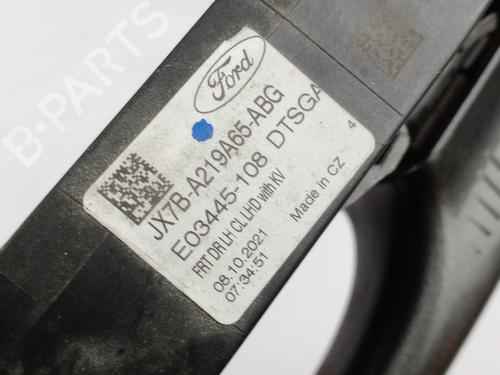 B-PARTS
Ford
JX7B-A219A65-ABG
E03445-108 DTSGA
FRT DR LH CL LHD with KV
08.10.2021
07:34:51
Made in CZ
4